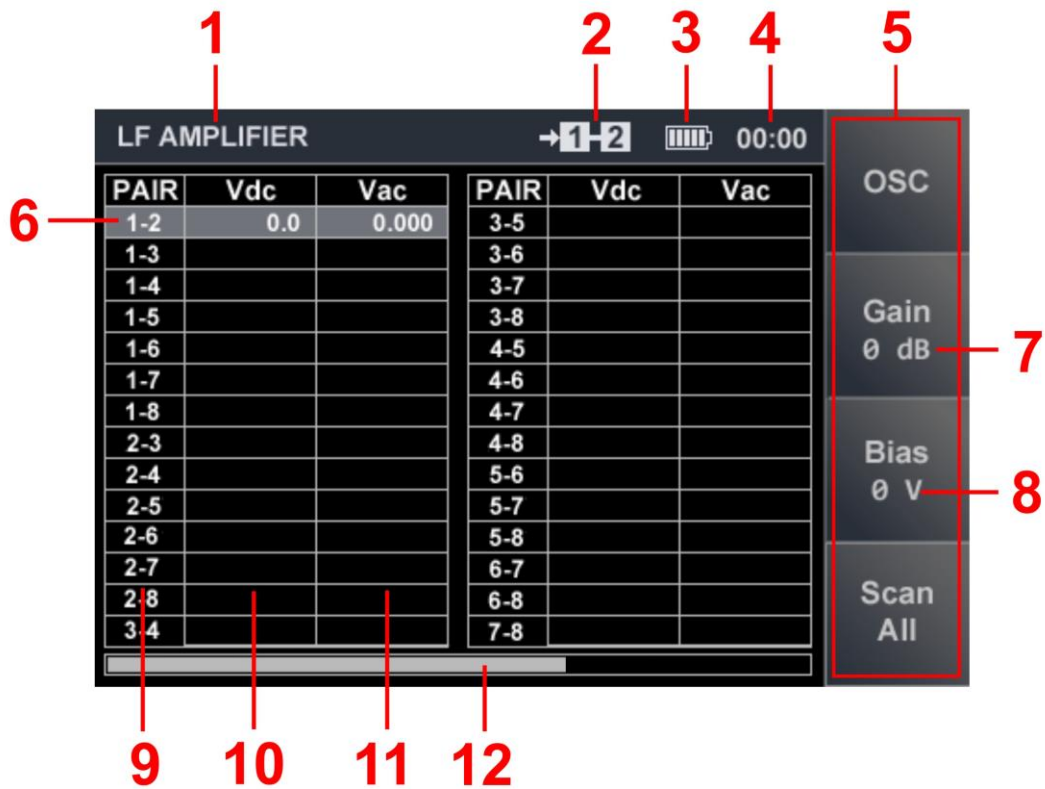 1 2 3 4 5
LF AMPLIFIER →1-2 00:00
OSC
PAIR Vdc Vac PAIR Vdc Vac
6 1-2 0.0 0.000 3-5
1-3 3-6
1-4 3-7
1-5 3-8
Gain
1-6 4-5
0 dB 7
1-7 4-6
1-8 4-7
2-3 4-8
Bias
2-4 5-6
0 V 8
2-5 5-7
2-6 5-8
2-7 6-7
2-8 6-8
Scan
3-4 7-8
All
9 10 11 12